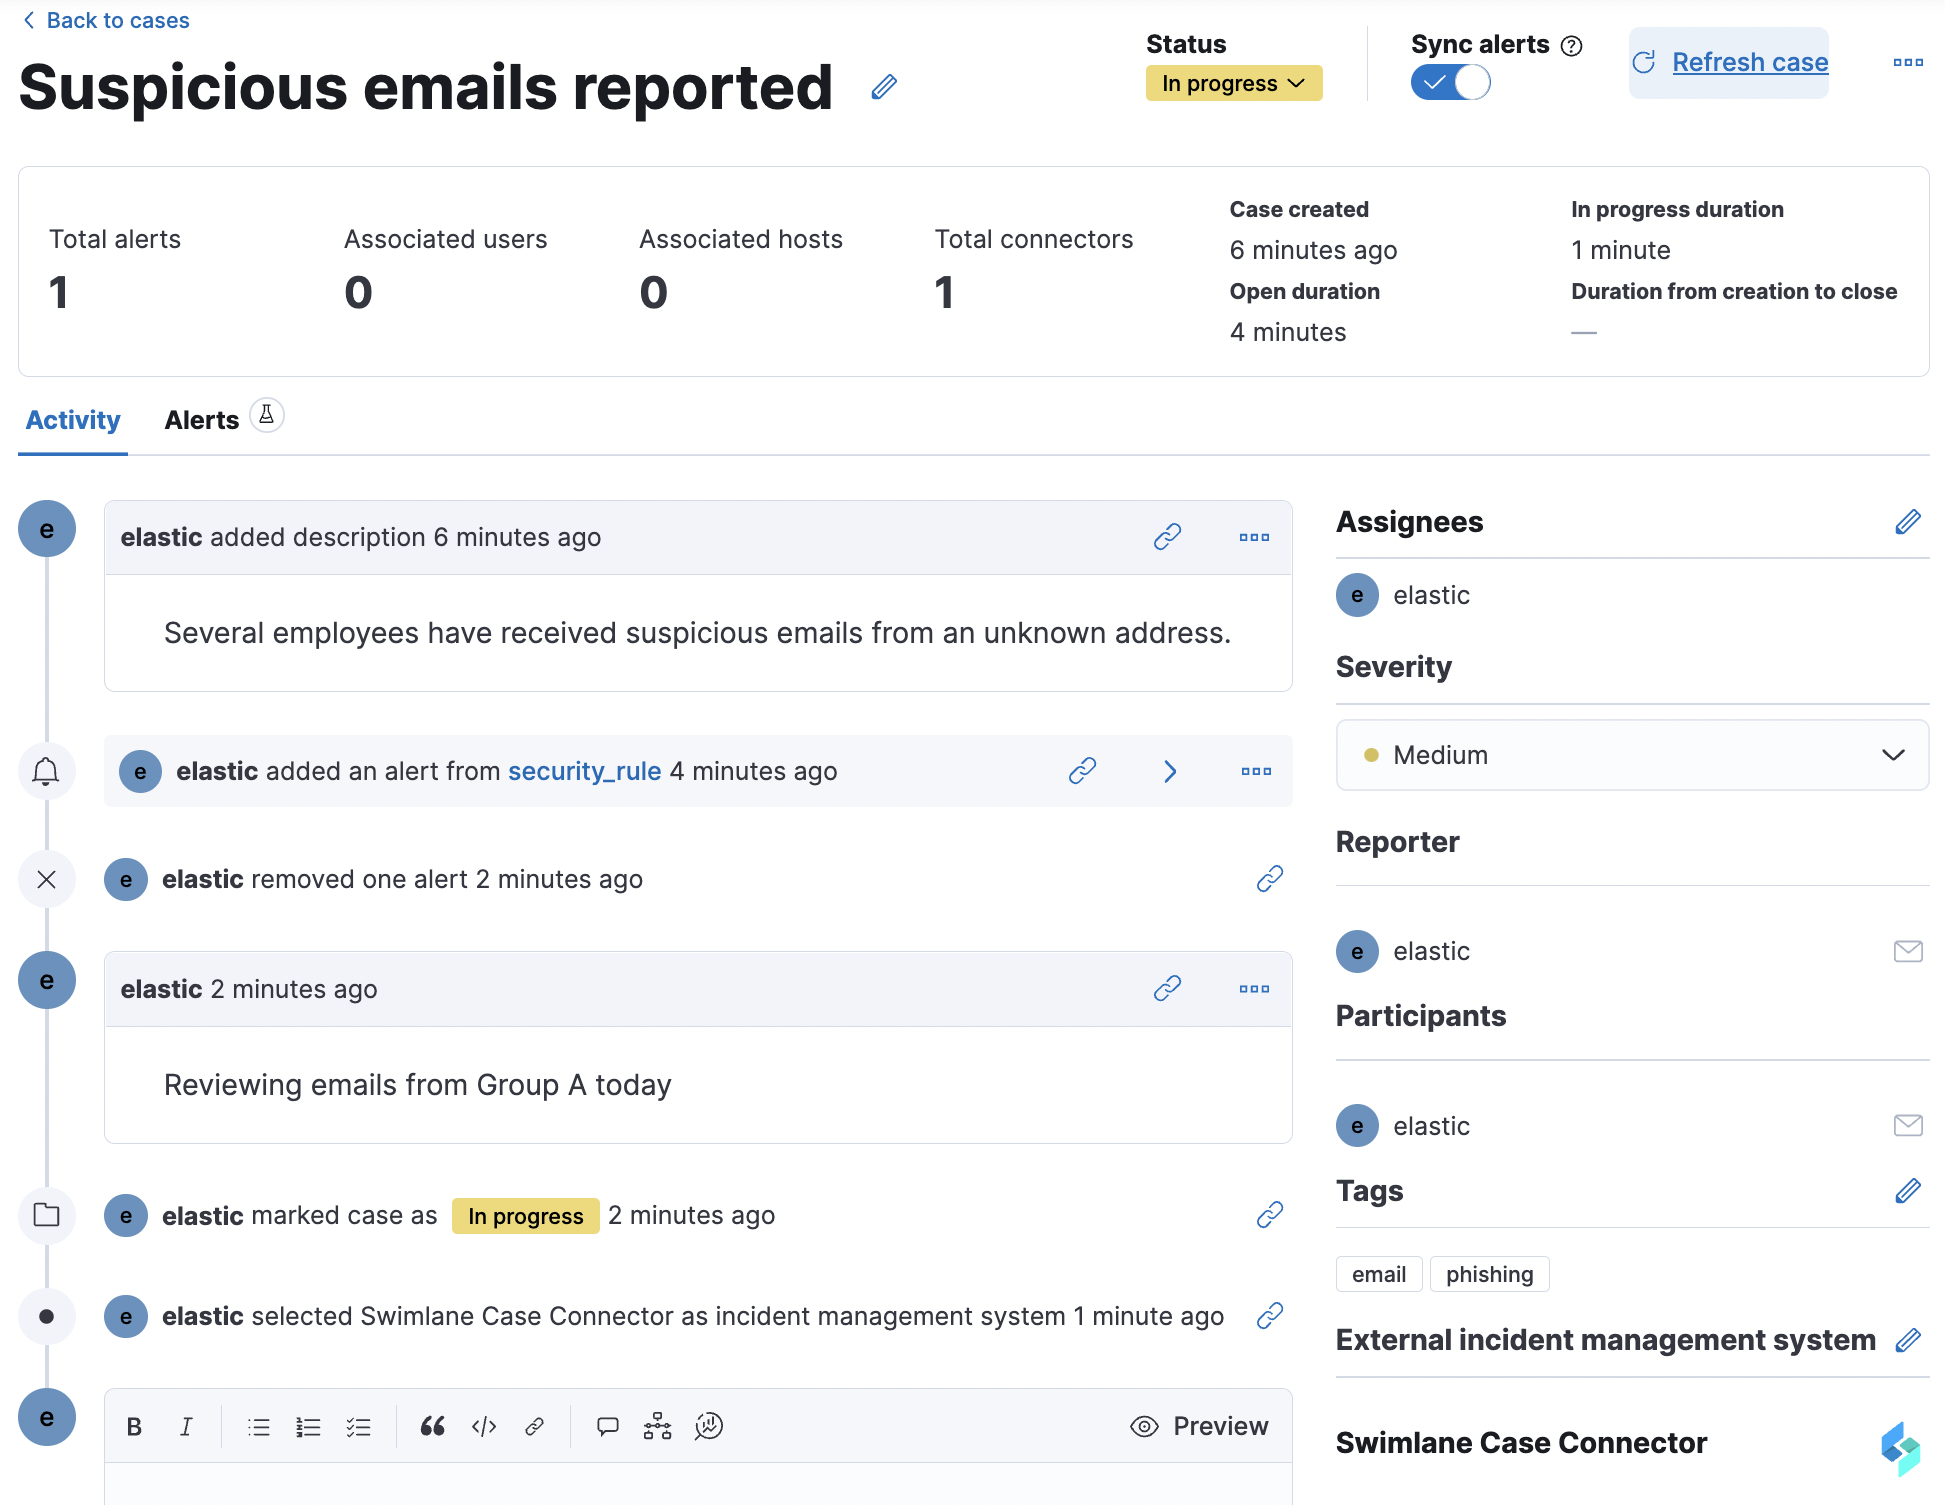 Back to cases
Suspicious emails reported
Status
In progress
Sync alerts
Refresh case
Total alerts
1
Associated users
0
Associated hosts
0
Total connectors
1
Case created
6 minutes ago
Open duration
4 minutes
In progress duration
1 minute
Duration from creation to close
—
Activity
Alerts
e
elastic added description 6 minutes ago
Several employees have received suspicious emails from an unknown address.
e
elastic added an alert from security_rule 4 minutes ago
e
elastic removed one alert 2 minutes ago
e
elastic 2 minutes ago
Reviewing emails from Group A today
e
elastic marked case as In progress 2 minutes ago
e
elastic selected Swimlane Case Connector as incident management system 1 minute ago
e
B I
Preview
Assignees
e
elastic
Severity
Medium
Reporter
e
elastic
Participants
e
elastic
Tags
email
phishing
External incident management system
Swimlane Case Connector